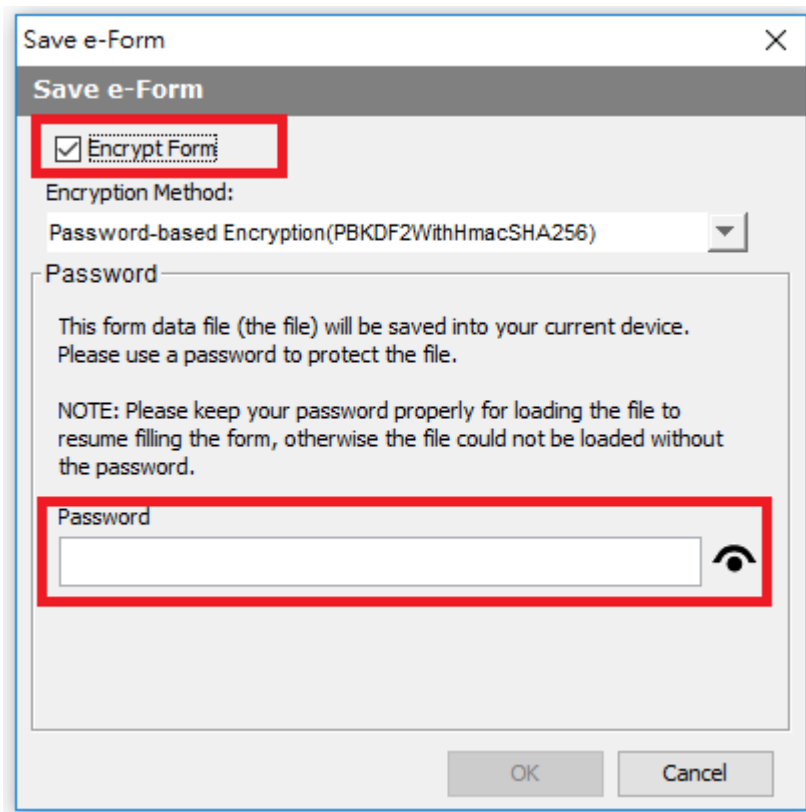 Save e-Form
Save e-Form
Encrypt Form
Encryption Method:
Password-based Encryption(PBKDF2WithHmacSHA256)
Password
This form data file (the file) will be saved into your current device.
Please use a password to protect the file.
NOTE: Please keep your password properly for loading the file to
resume filling the form, otherwise the file could not be loaded without
the password.
Password
OK
Cancel